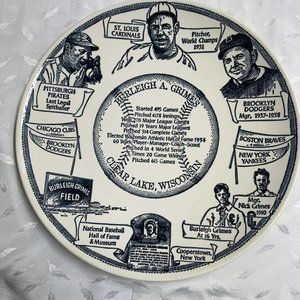 ST. LOUIS
CARDINALS
Pitcher,
World Champs
1931
PITTSBURGH
PIRATES
Last Legal
Spitballer
BROOKLYN
DODGERS
Mgr. 1937-1938
CHICAGO CUBS
BROOKLYN
DODGERS
BOSTON BRAVES
NEW YORK
YANKEES
BURLEIGH A. GRIMES
Started 495 Games
Pitched 4178 Innings
Won 270 Major League Games
Pitched 19 Years Major Leagues
Pitched 314 Complete Games
Elected Wisconsin Athletic Hall of Fame 1954
60 Years/Player-Manager-Coach-Scout
Pitched in 4 World Series
5 Times 20 Game Winner
Pitched 615 Games
CLEAR LAKE, WISCONSIN
BURLEIGH GRIMES
FIELD
National Baseball
Hall of Fame
& Museum
Cooperstown,
New York
Burleigh Grimes
At 16 Yrs.
Mgr.
Nick Grimes
1910